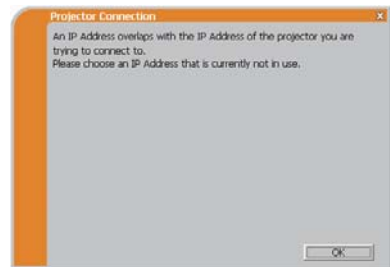 Projector Connection
An IP Address overlaps with the IP Address of the projector you are
trying to connect to.
Please choose an IP Address that is currently not in use.
OK